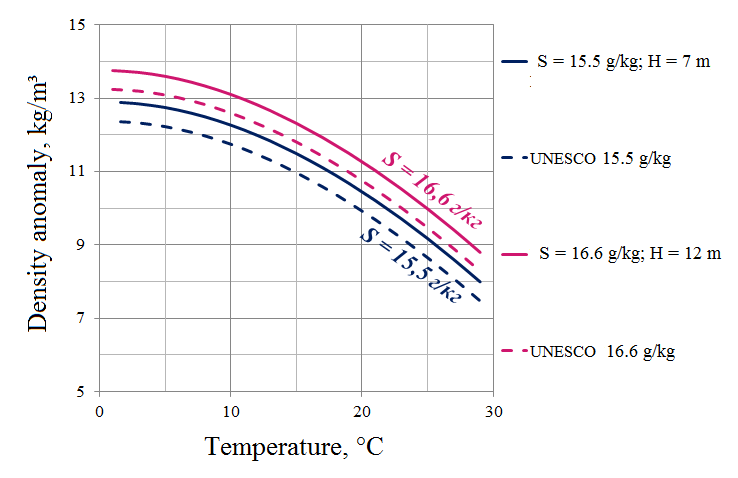 15
13
11
9
7
5
0
10
20
30
Density anomaly, kg/m³
Temperature, °C
S = 16,6 г/кг
S = 15,5 г/кг
S = 15.5 g/kg; H = 7 m
UNESCO 15.5 g/kg
S = 16.6 g/kg; H = 12 m
UNESCO 16.6 g/kg